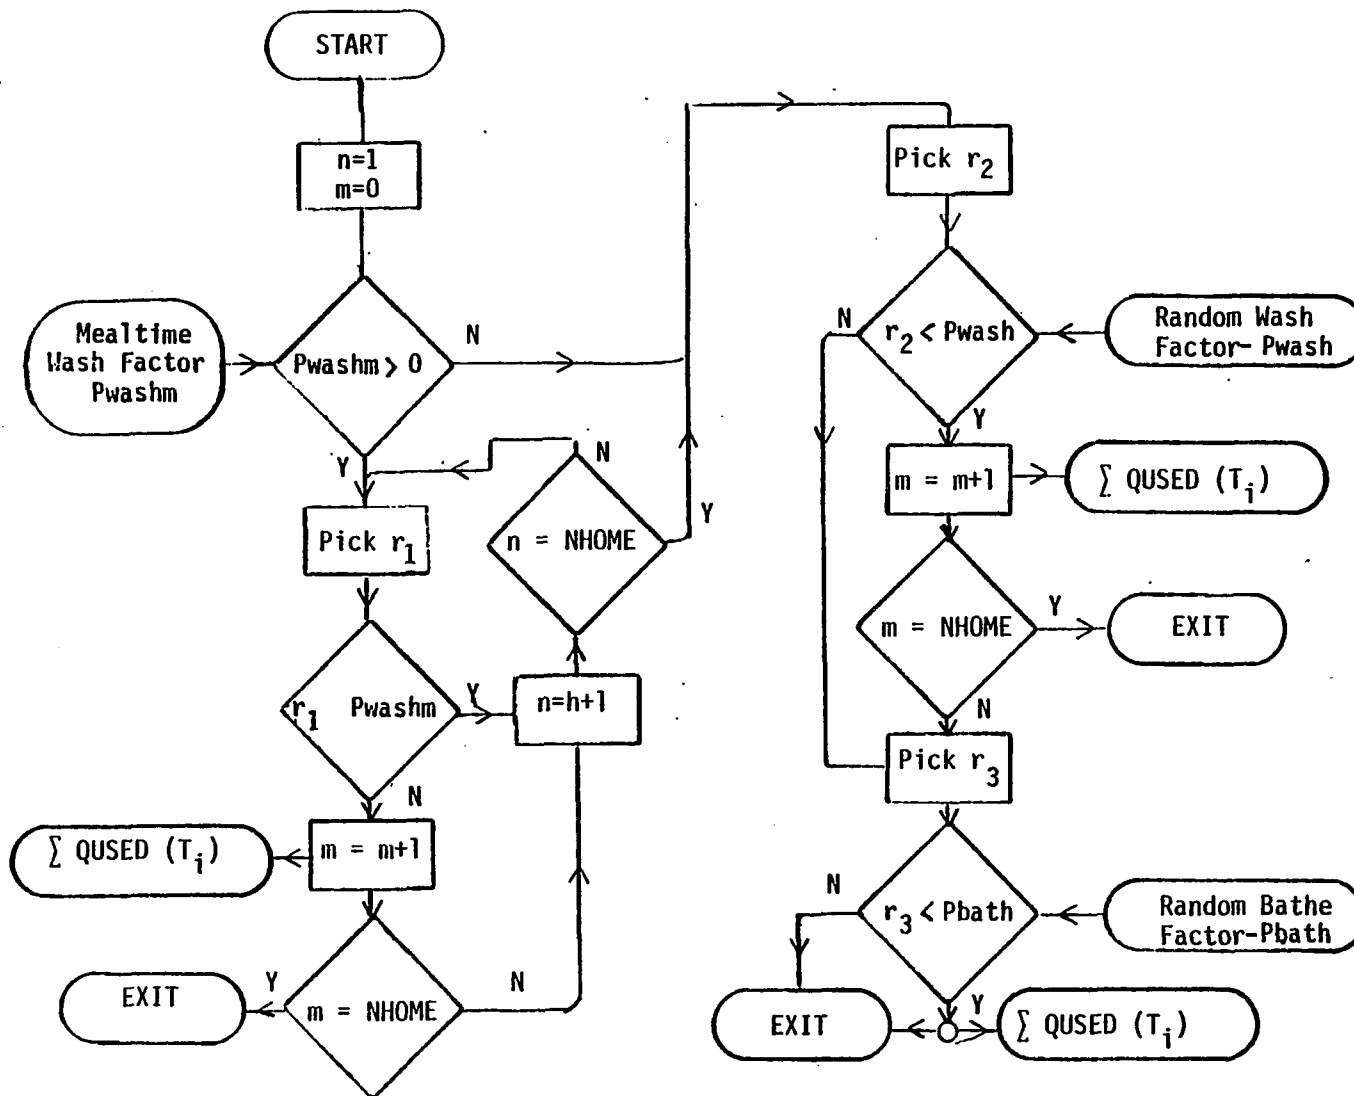 START
n=1
m=0
Mealtime
Wash Factor
Pwashm
Pwashm > 0
N
Y
Pick r1
r1 Pwashm
Y
N
n=h+1
n = NHOME
N
Y
m = m+1
∑ QUSED (Ti)
m = NHOME
Y
N
EXIT
Pick r2
r2 < Pwash
N
Y
Random Wash
Factor- Pwash
m = m+1
∑ QUSED (Ti)
m = NHOME
Y
N
EXIT
Pick r3
r3 < Pbath
N
Y
Random Bathe
Factor-Pbath
EXIT
∑ QUSED (Ti)